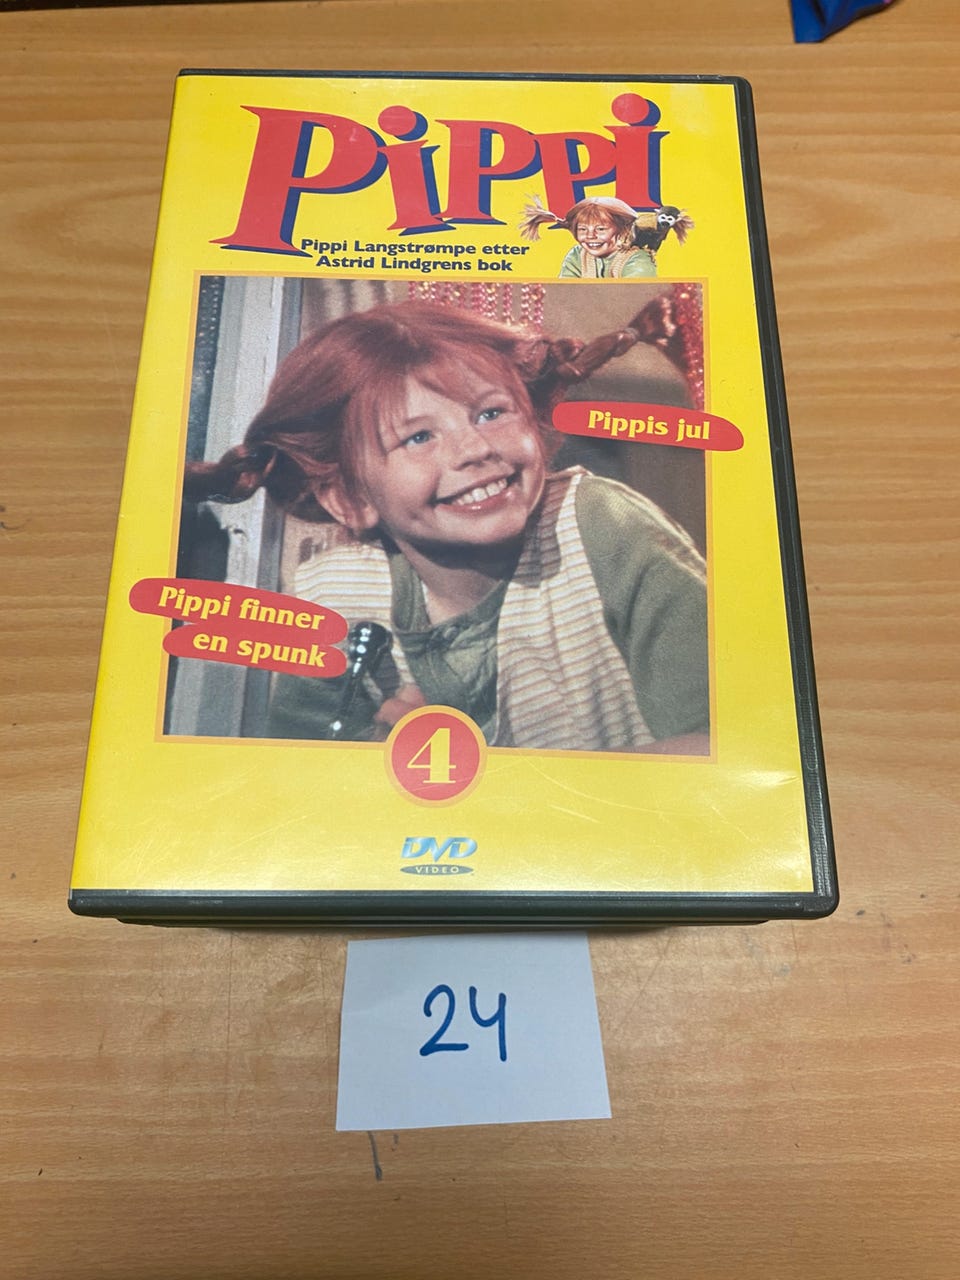 Pippi
Pippi Langstrømpe etter
Astrid Lindgrens bok
Pippis jul
Pippi finner
en spunk
4
DVD
VIDEO
24